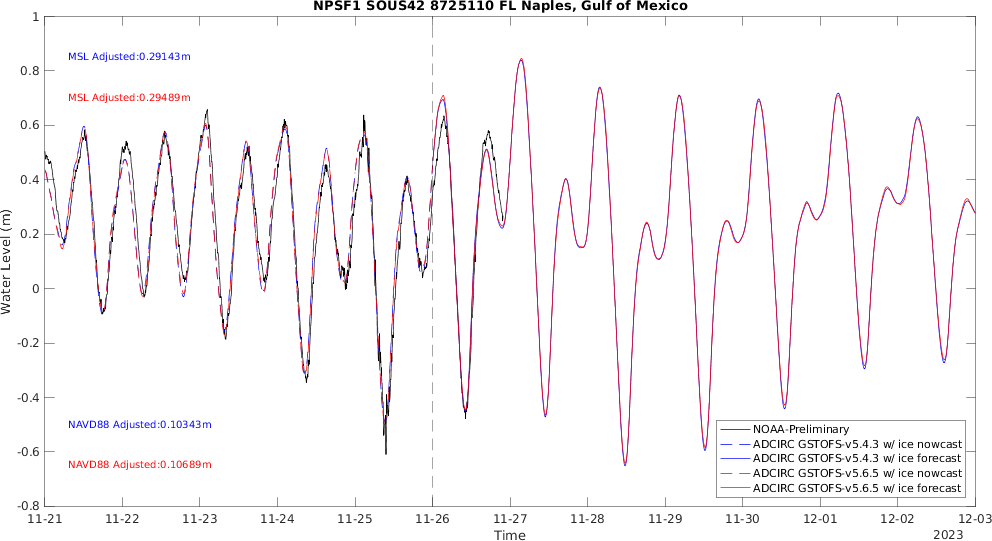 NPSF1 SOUS42 8725110 FL Naples, Gulf of Mexico
1
0.8
0.6
0.4
0.2
0
-0.2
-0.4
-0.6
-0.8
Water Level (m)
MSL Adjusted:0.29143m
MSL Adjusted:0.29489m
NAVD88 Adjusted:0.10343m
NAVD88 Adjusted:0.10689m
NOAA-Preliminary
ADCIRC GSTOFS-v5.4.3 w/ ice nowcast
ADCIRC GSTOFS-v5.4.3 w/ ice forecast
ADCIRC GSTOFS-v5.6.5 w/ ice nowcast
ADCIRC GSTOFS-v5.6.5 w/ ice forecast
11-21 11-22 11-23 11-24 11-25 11-26 11-27 11-28 11-29 11-30 12-01 12-02 12-03
Time
2023